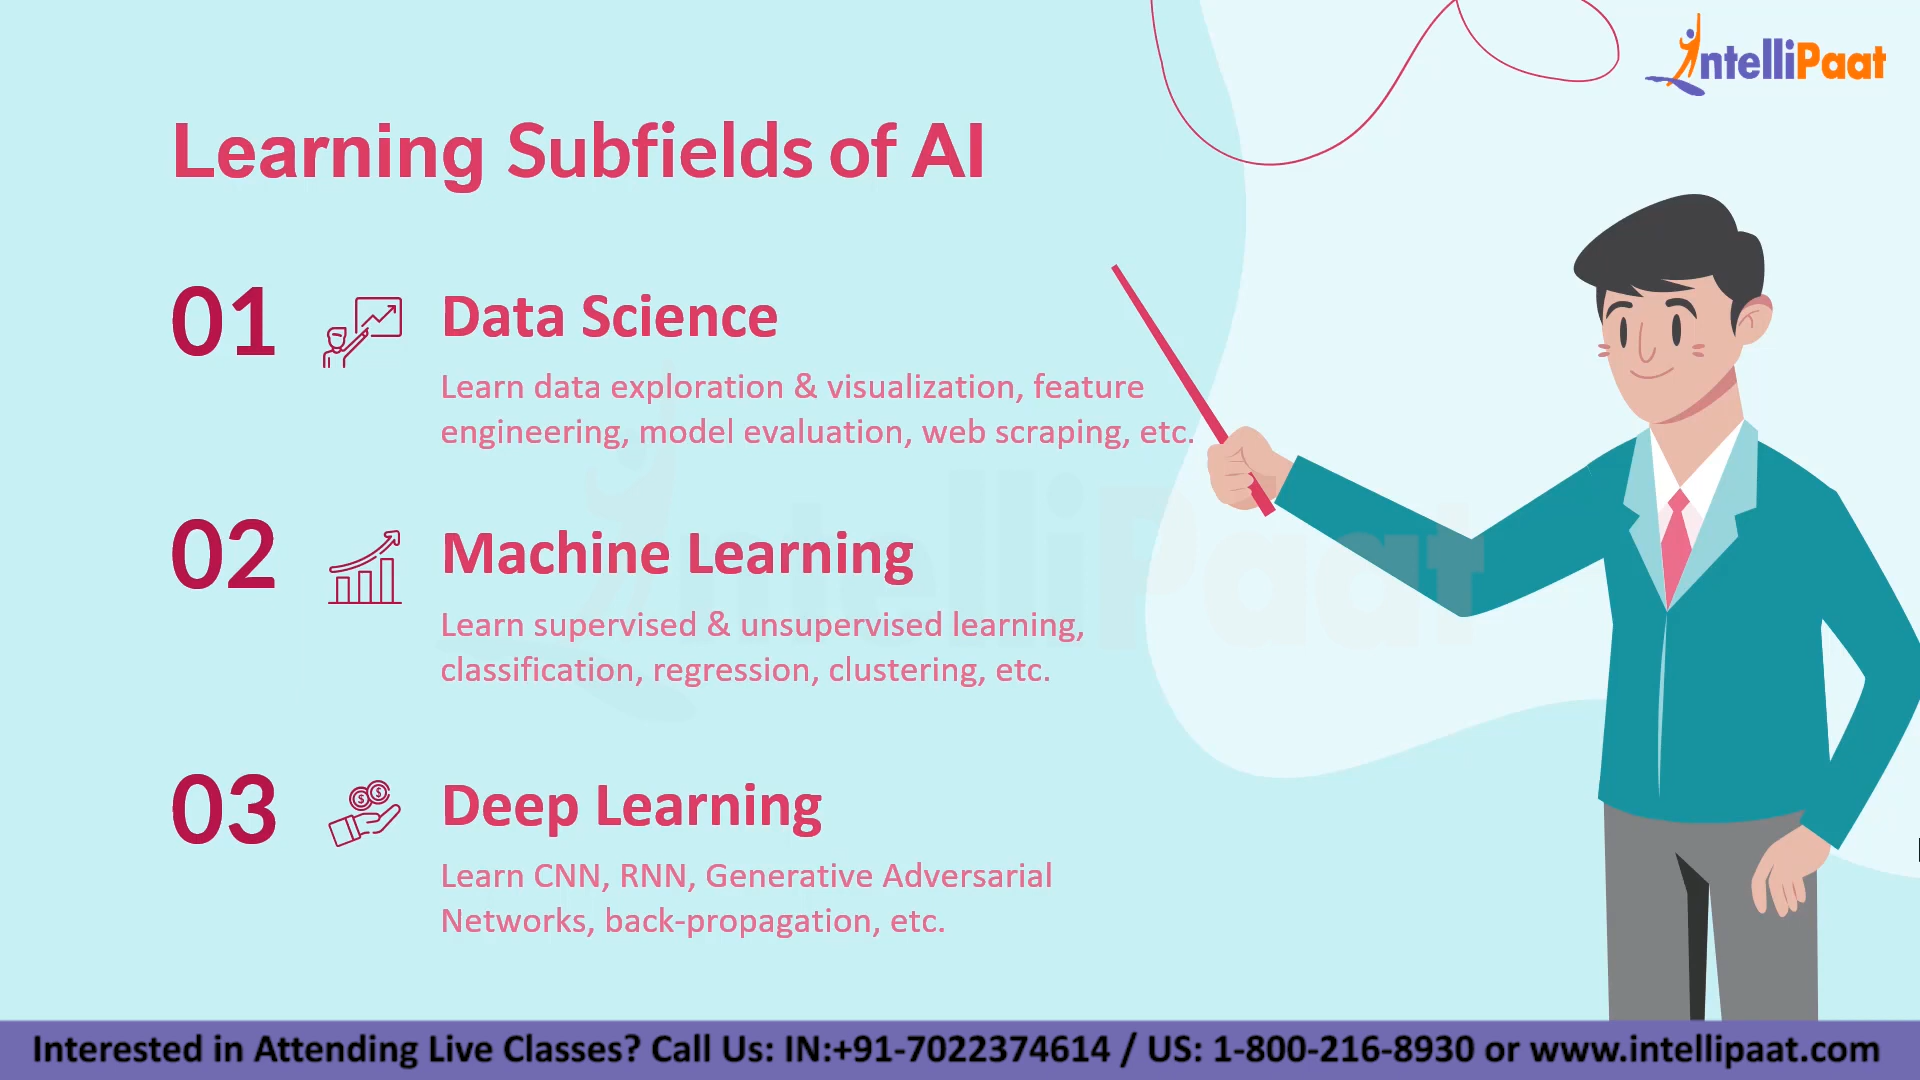 IntelliPaat
Learning Subfields of AI
01
Data Science
Learn data exploration & visualization, feature
engineering, model evaluation, web scraping, etc.
02
Machine Learning
Learn supervised & unsupervised learning,
classification, regression, clustering, etc.
03
Deep Learning
Learn CNN, RNN, Generative Adversarial
Networks, back-propagation, etc.
IntelliPaat
Interested in Attending Live Classes? Call Us: IN:+91-7022374614 / US: 1-800-216-8930 or www.intellipaat.com